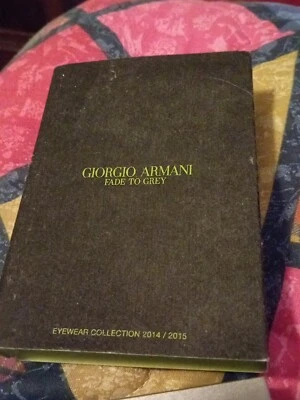 GIORGIO ARMANI
FADE TO GREY
EYEWEAR COLLECTION 2014 / 2015